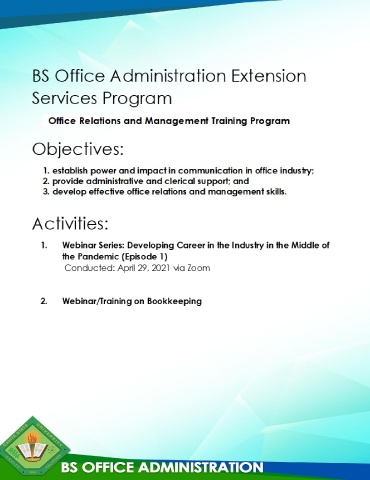 BS Office Administration Extension
Services Program
Office Relations and Management Training Program
Objectives:
1. establish power and impact in communication in office industry;
2. provide administrative and clerical support; and
3. develop effective office relations and management skills.
Activities:
1. Webinar Series: Developing Career in the Industry in the Middle of
the Pandemic (Episode 1)
Conducted: April 29, 2021 via Zoom
2. Webinar/Training on Bookkeeping
BS OFFICE ADMINISTRATION